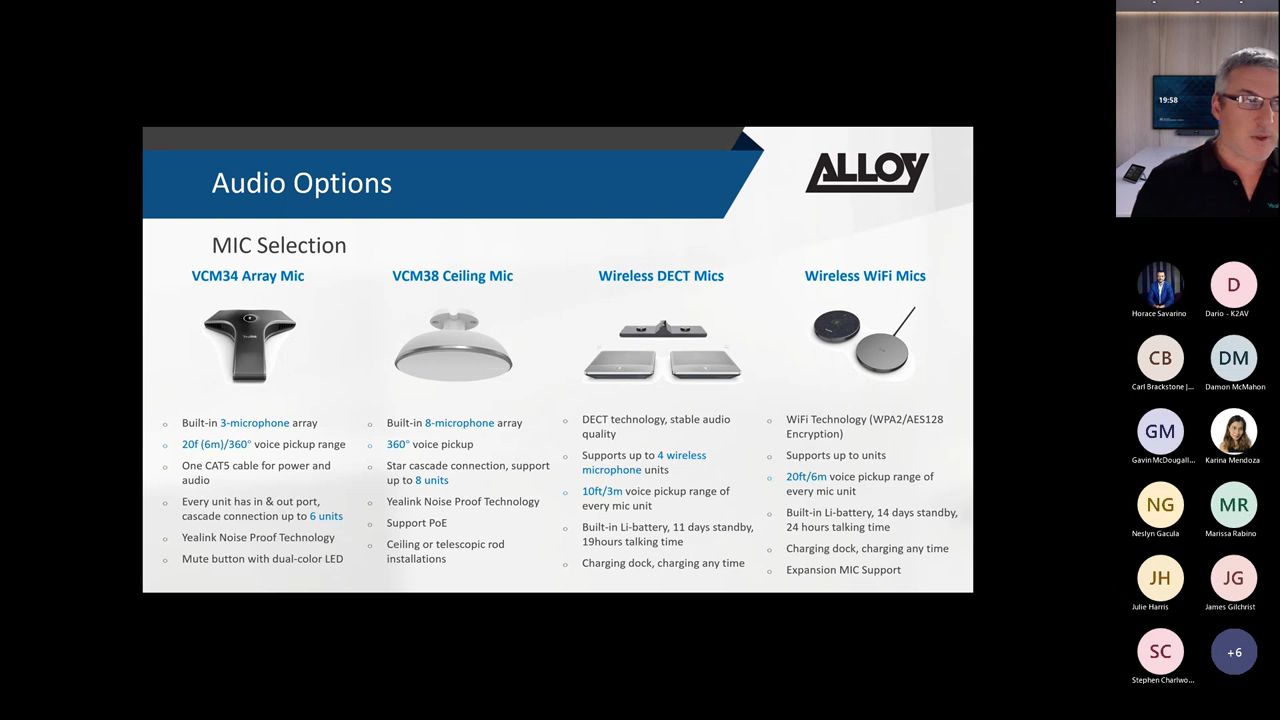 19:58
Audio Options
ALLOY
MIC Selection
VCM34 Array Mic
Built-in 3-microphone array
20f (6m)/360° voice pickup range
One CAT5 cable for power and
audio
Every unit has in & out port,
cascade connection up to 6 units
Yealink Noise Proof Technology
Mute button with dual-color LED
VCM38 Ceiling Mic
Built-in 8-microphone array
360° voice pickup
Star cascade connection, support
up to 8 units
Yealink Noise Proof Technology
Support PoE
Ceiling or telescopic rod
installations
Wireless DECT Mics
DECT technology, stable audio
quality
Supports up to 4 wireless
microphone units
10ft/3m voice pickup range of
every mic unit
Built-in Li-battery, 11 days standby,
19hours talking time
Charging dock, charging any time
Wireless WiFi Mics
WiFi Technology (WPA2/AES128
Encryption)
Supports up to units
20ft/6m voice pickup range of
every mic unit
Built-in Li-battery, 14 days standby,
24 hours talking time
Charging dock, charging any time
Expansion MIC Support
Horace Savarino
D
Dario - K2AV
CB
Carl Brackstone |...
DM
Damon McMahon
GM
Gavin McDougall...
Karina Mendoza
NG
Neslyn Gacula
MR
Marissa Rabino
JH
Julie Harris
JG
James Gilchrist
SC
Stephen Charlwo...
+6